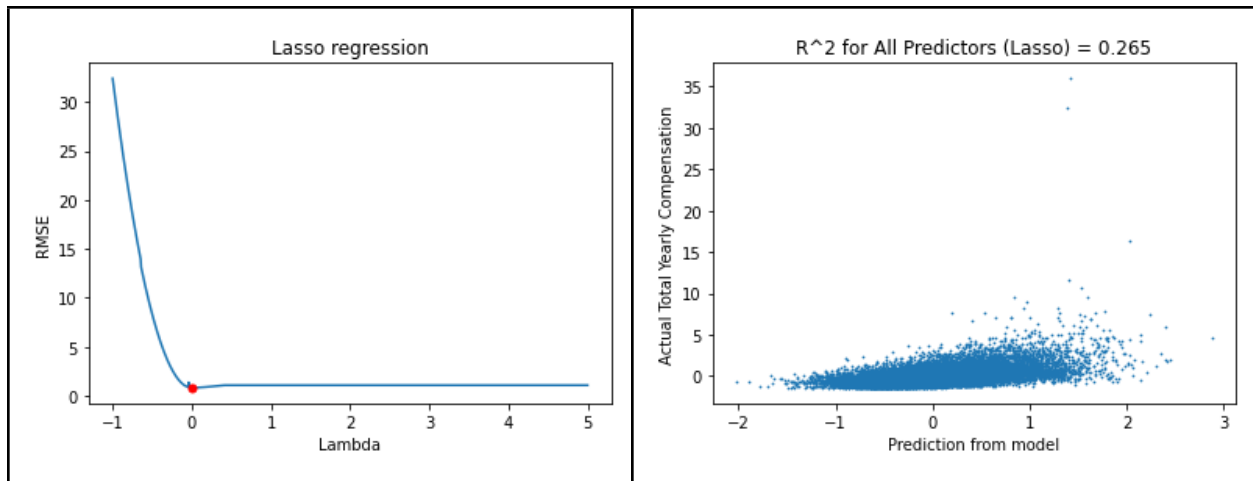 Lasso regression
30
25
20
15
10
5
0
RMSE
−1 0 1 2 3 4 5
Lambda
R^2 for All Predictors (Lasso) = 0.265
35
30
25
20
15
10
5
0
Actual Total Yearly Compensation
−2 −1 0 1 2 3
Prediction from model